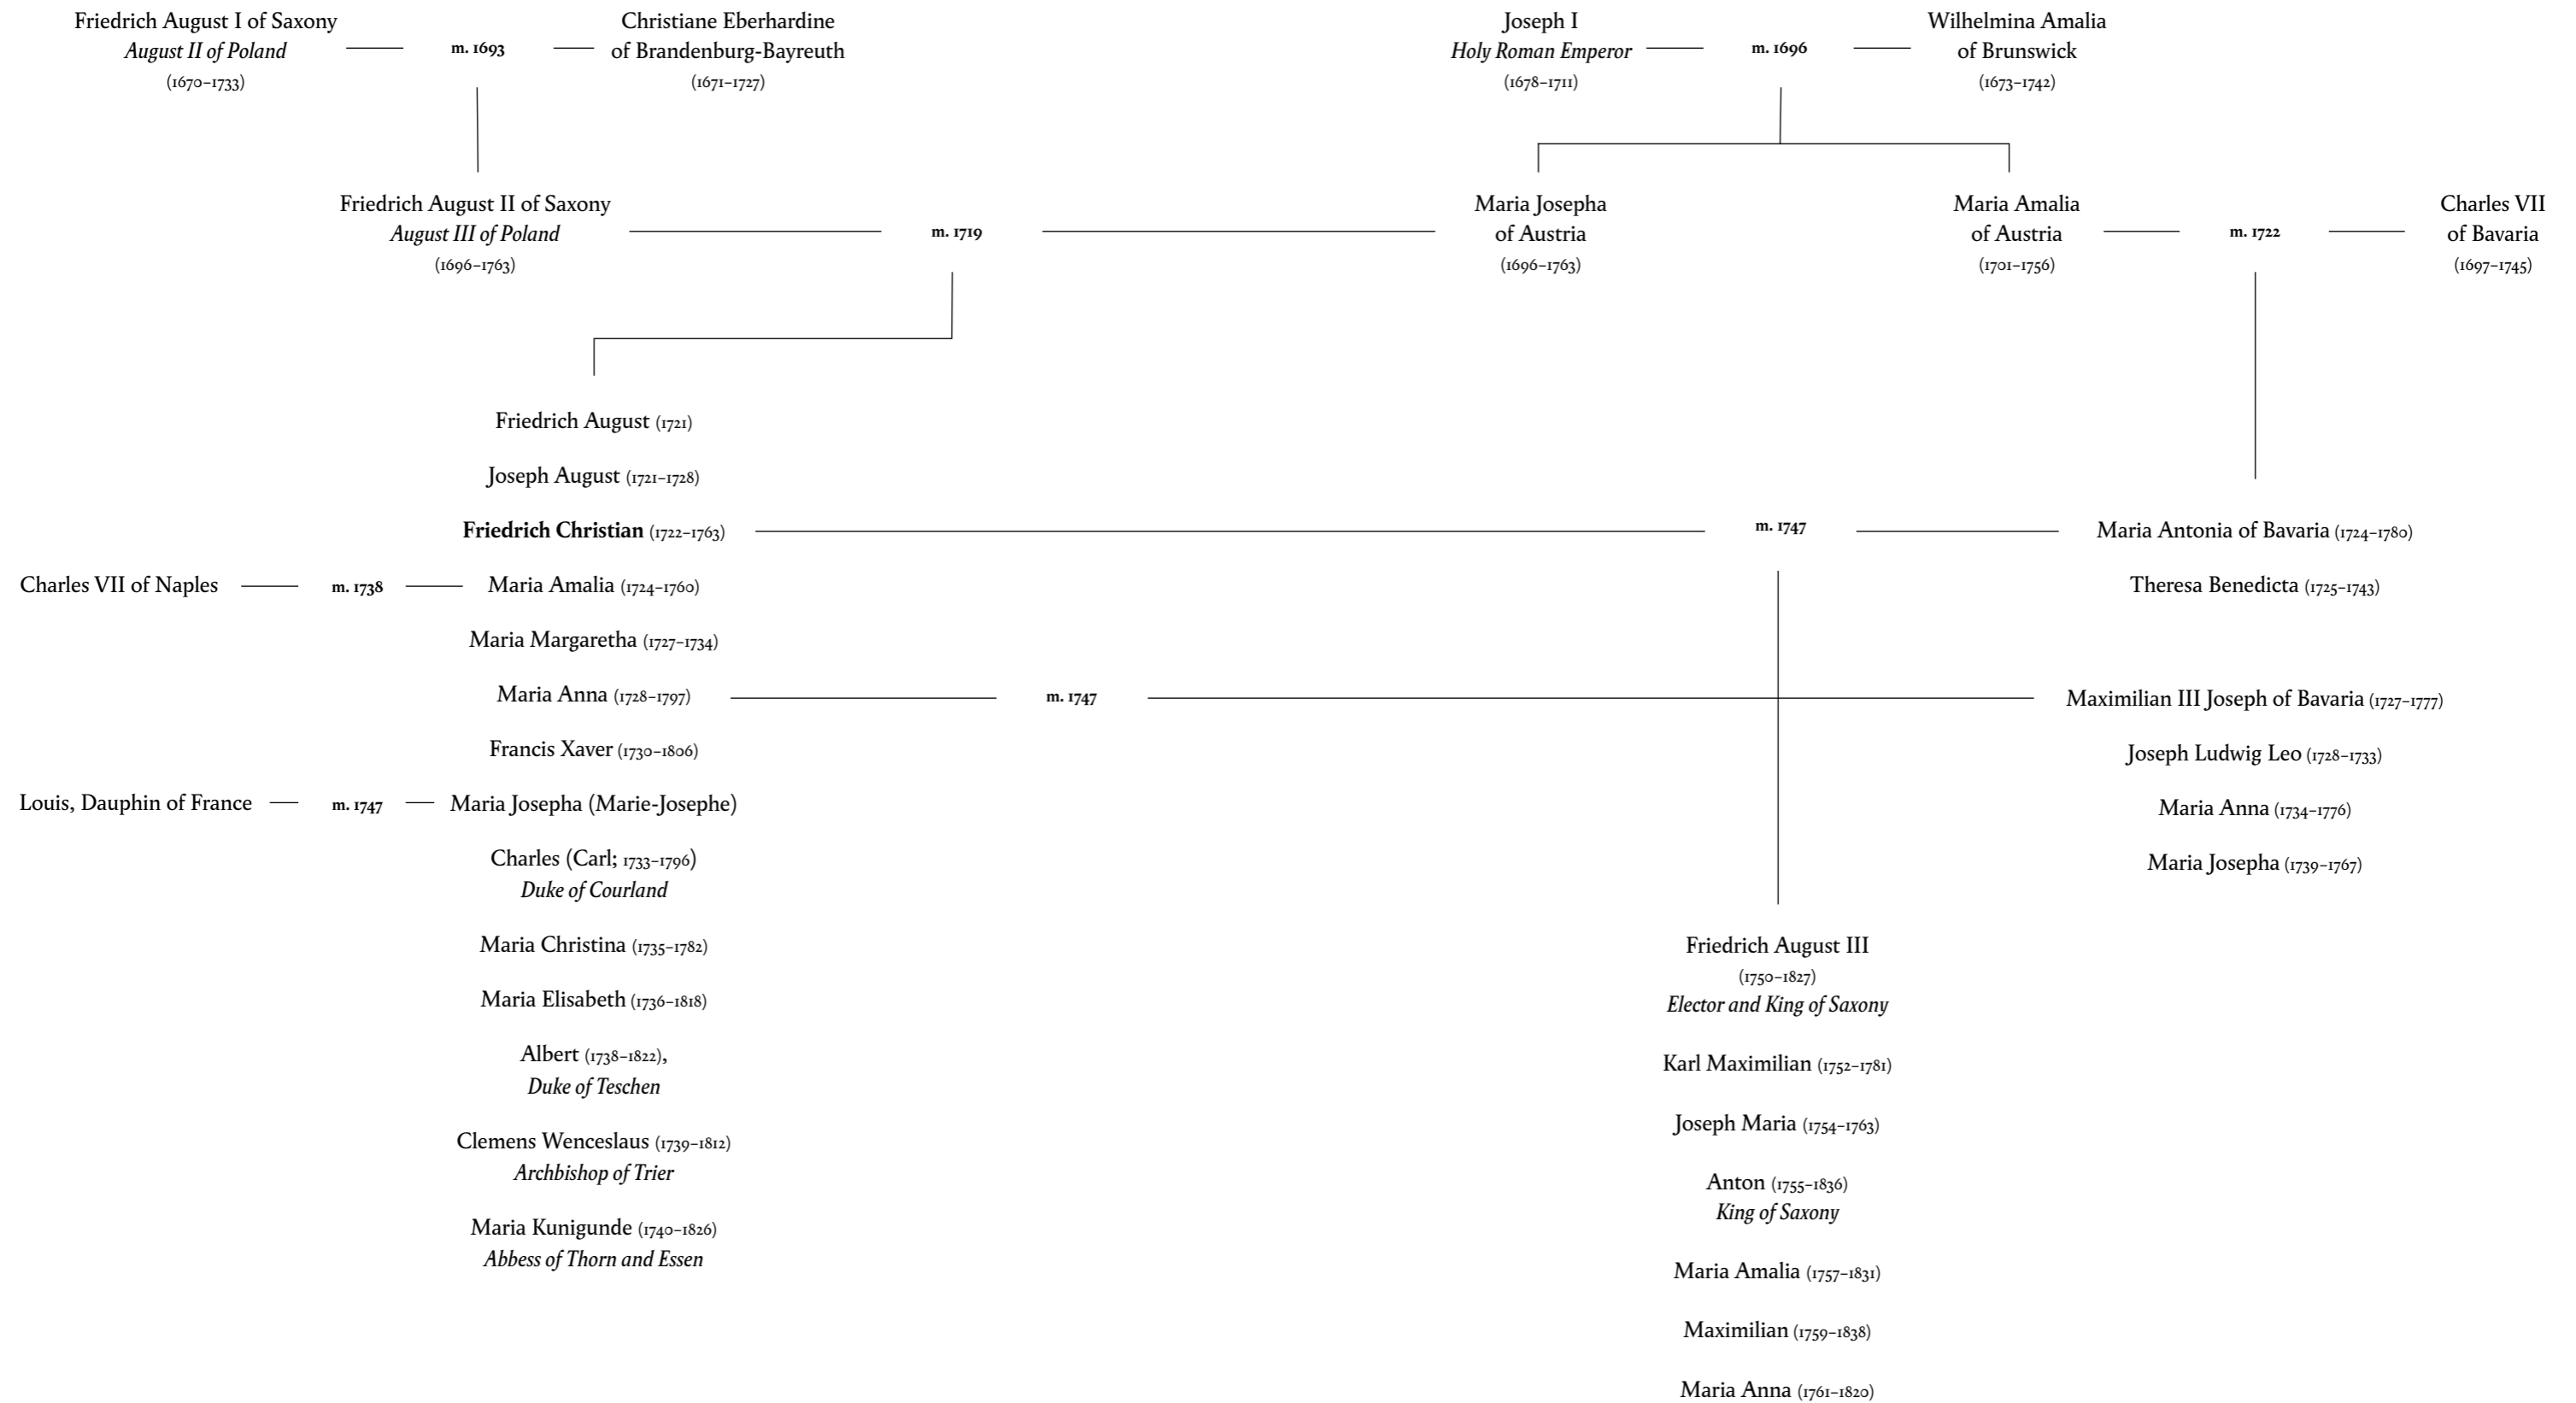 Friedrich August I of Saxony
August II of Poland
(1670–1733)
m. 1693
Christiane Eberhardine
of Brandenburg-Bayreuth
(1671–1727)
Joseph I
Holy Roman Emperor
(1678–1711)
m. 1696
Wilhelmina Amalia
of Brunswick
(1673–1742)
Friedrich August II of Saxony
August III of Poland
(1696–1763)
m. 1719
Maria Josepha
of Austria
(1696–1763)
Maria Amalia
of Austria
(1701–1756)
m. 1722
Charles VII
of Bavaria
(1697–1745)
Friedrich August (1721)
Joseph August (1721–1728)
Friedrich Christian (1722–1763)
m. 1747
Maria Antonia of Bavaria (1724–1780)
Charles VII of Naples
m. 1738
Maria Amalia (1724–1760)
Theresa Benedicta (1725–1743)
Maria Margaretha (1727–1734)
Maria Anna (1728–1797)
m. 1747
Maximilian III Joseph of Bavaria (1727–1777)
Francis Xaver (1730–1806)
Joseph Ludwig Leo (1728–1733)
Louis, Dauphin of France
m. 1747
Maria Josepha (Marie-Josephe)
Maria Anna (1734–1776)
Charles (Carl; 1733–1796)
Duke of Courland
Maria Josepha (1739–1767)
Maria Christina (1735–1782)
Maria Elisabeth (1736–1818)
Albert (1738–1822),
Duke of Teschen
Clemens Wenceslaus (1739–1812)
Archbishop of Trier
Maria Kunigunde (1740–1826)
Abbess of Thorn and Essen
Friedrich August III
(1750–1827)
Elector and King of Saxony
Karl Maximilian (1752–1781)
Joseph Maria (1754–1763)
Anton (1755–1836)
King of Saxony
Maria Amalia (1757–1831)
Maximilian (1759–1838)
Maria Anna (1761–1820)